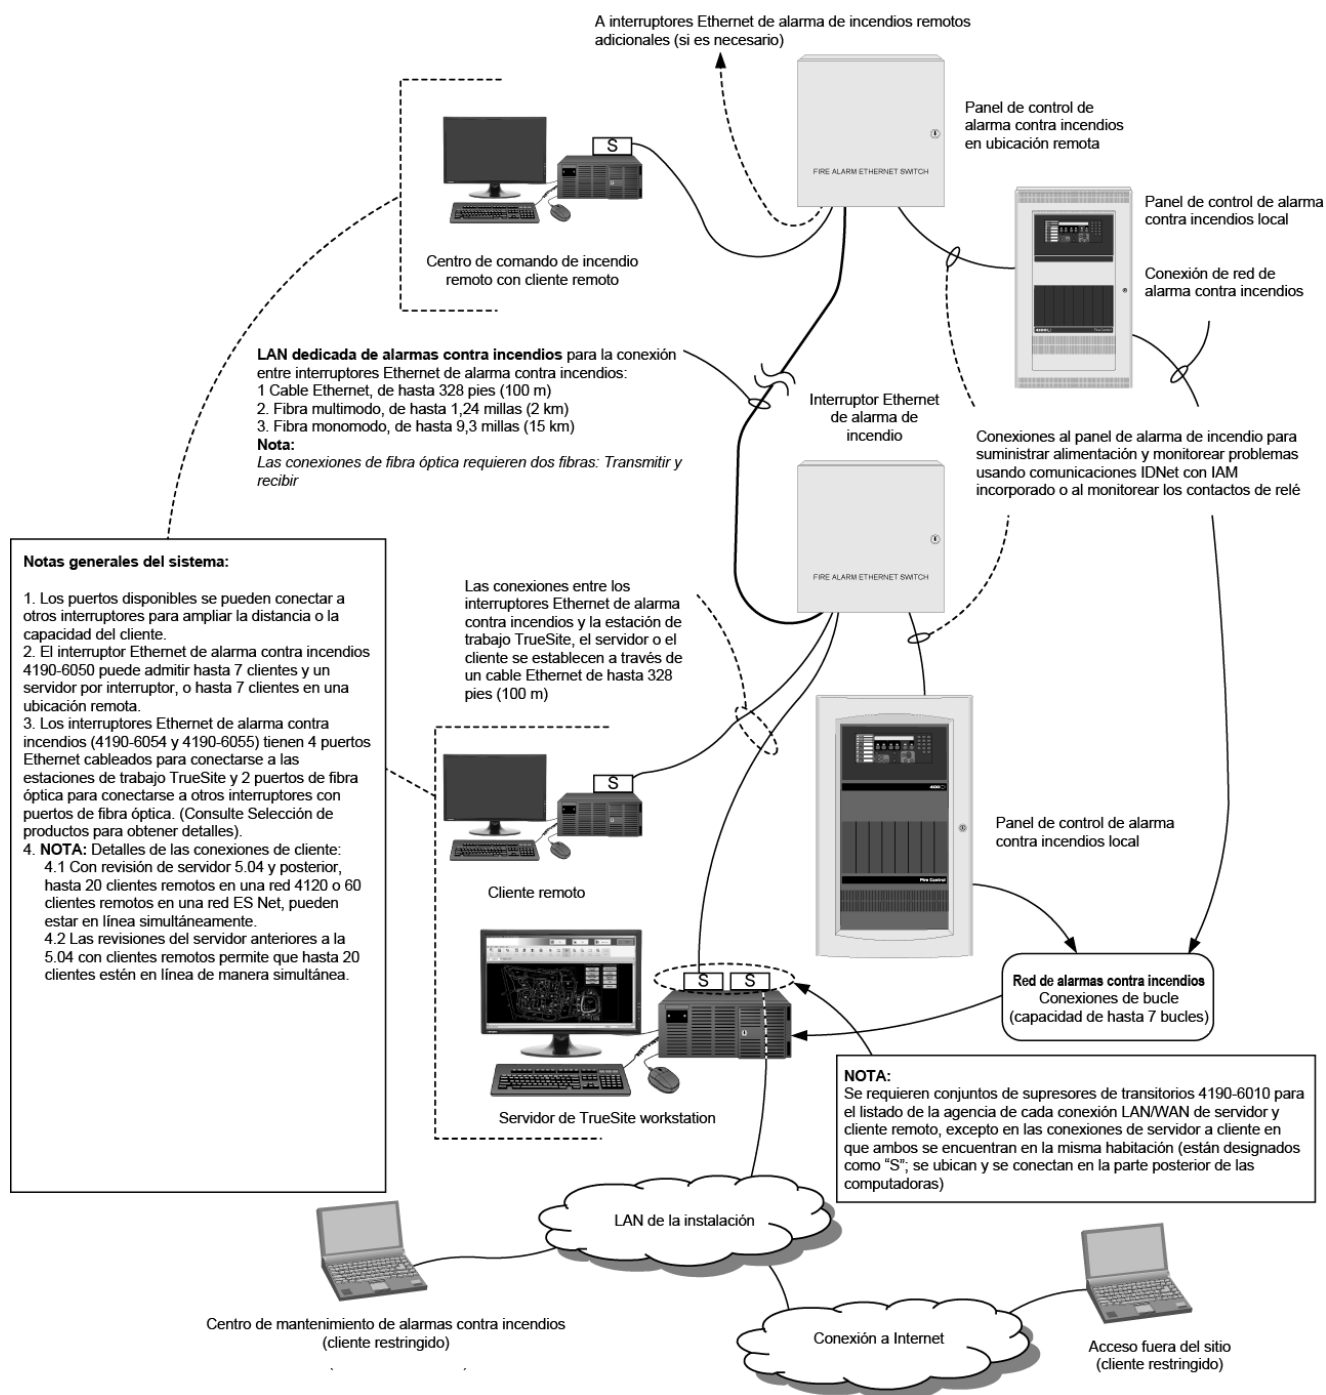 A interruptores Ethernet de alarma de incendios remotos
adicionales (si es necesario)
Panel de control de
alarma contra incendios
en ubicación remota
S
FIRE ALARM ETHERNET SWITCH
Panel de control de alarma
contra incendios local
Centro de comando de incendio
remoto con cliente remoto
Conexión de red de
alarma contra incendios
LAN dedicada de alarmas contra incendios para la conexión
entre interruptores Ethernet de alarma contra incendios:
1 Cable Ethernet, de hasta 328 pies (100 m)
2. Fibra multimodo, de hasta 1,24 millas (2 km)
3. Fibra monomodo, de hasta 9,3 millas (15 km)
Nota:
Las conexiones de fibra óptica requieren dos fibras: Transmitir y
recibir
Interruptor Ethernet
de alarma de
incendio
Conexiones al panel de alarma de incendio para
suministrar alimentación y monitorear problemas
usando comunicaciones IDNet con IAM
incorporado o al monitorear los contactos de relé
FIRE ALARM ETHERNET SWITCH
Notas generales del sistema:
1. Los puertos disponibles se pueden conectar a
otros interruptores para ampliar la distancia o la
capacidad del cliente.
2. El interruptor Ethernet de alarma contra incendios
4190-6050 puede admitir hasta 7 clientes y un
servidor por interruptor, o hasta 7 clientes en una
ubicación remota.
3. Los interruptores Ethernet de alarma contra
incendios (4190-6054 y 4190-6055) tienen 4 puertos
Ethernet cableados para conectarse a las
estaciones de trabajo TrueSite y 2 puertos de fibra
óptica para conectarse a otros interruptores con
puertos de fibra óptica. (Consulte Selección de
productos para obtener detalles).
4. NOTA: Detalles de las conexiones de cliente:
4.1 Con revisión de servidor 5.04 y posterior,
hasta 20 clientes remotos en una red 4120 o 60
clientes remotos en una red ES Net, pueden
estar en línea simultáneamente.
4.2 Las revisiones del servidor anteriores a la
5.04 con clientes remotos permite que hasta 20
clientes estén en línea de manera simultánea.
Las conexiones entre los
interruptores Ethernet de alarma
contra incendios y la estación de
trabajo TrueSite, el servidor o el
cliente se establecen a través de
un cable Ethernet de hasta 328
pies (100 m)
S
Cliente remoto
Panel de control de alarma
contra incendios local
Fire Control
S S
Servidor de TrueSite workstation
Red de alarmas contra incendios
Conexiones de bucle
(capacidad de hasta 7 bucles)
NOTA:
Se requieren conjuntos de supresores de transitorios 4190-6010 para
el listado de la agencia de cada conexión LAN/WAN de servidor y
cliente remoto, excepto en las conexiones de servidor a cliente en
que ambos se encuentran en la misma habitación (están designados
como “S”; se ubican y se conectan en la parte posterior de las
computadoras)
LAN de la instalación
Centro de mantenimiento de alarmas contra incendios
(cliente restringido)
Conexión a Internet
Acceso fuera del sitio
(cliente restringido)